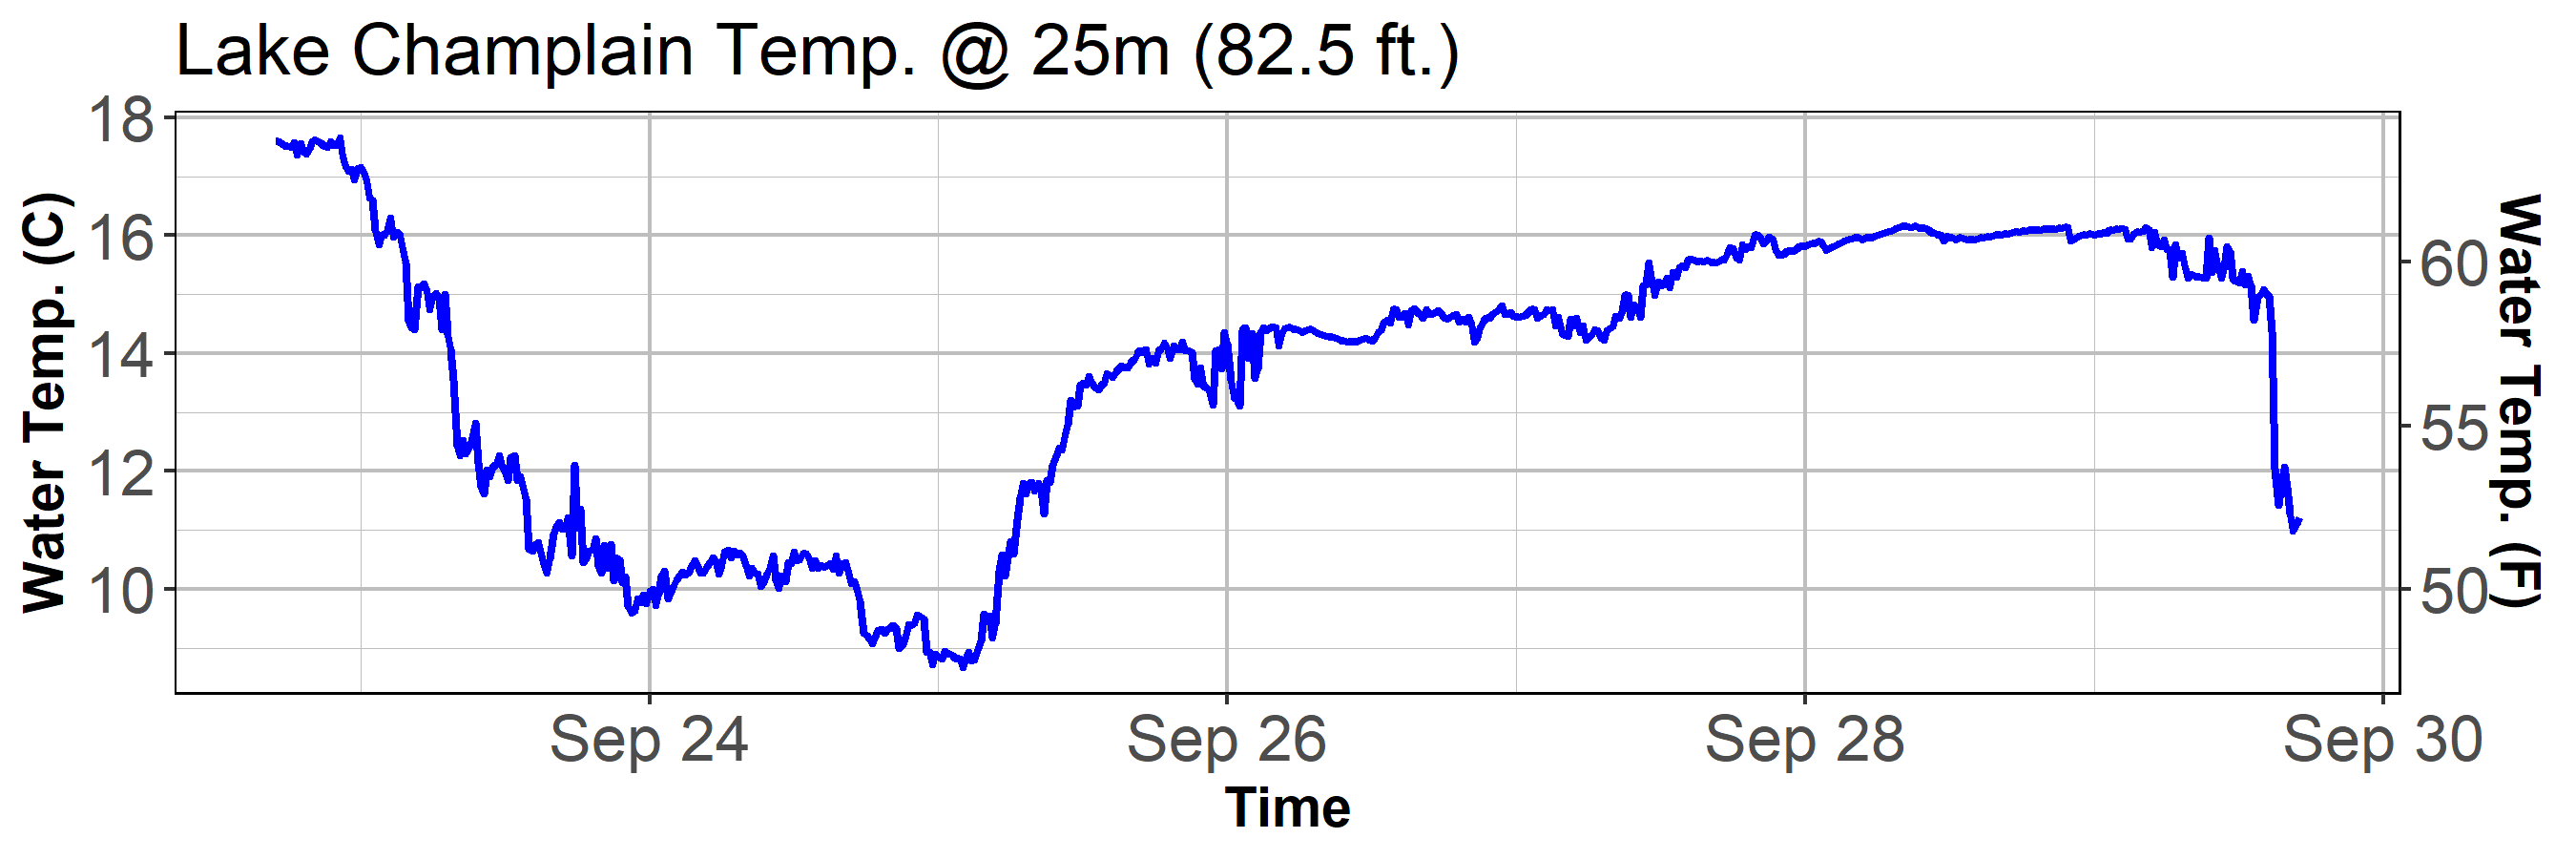 Lake Champlain Temp. @ 25m (82.5 ft.)
Water Temp. (C)
18
16
14
12
10
60
55
50
Water Temp. (F)
Sep 24
Sep 26
Sep 28
Sep 30
Time